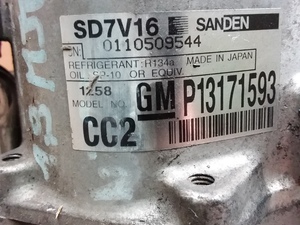 SD7V16 SANDEN
S/N. 0110509544
REFRIGERANT:R134a MADE IN JAPAN
OIL: SP-10 OR EQUIV.
1258
MODEL NO. GM P13171593
CC2